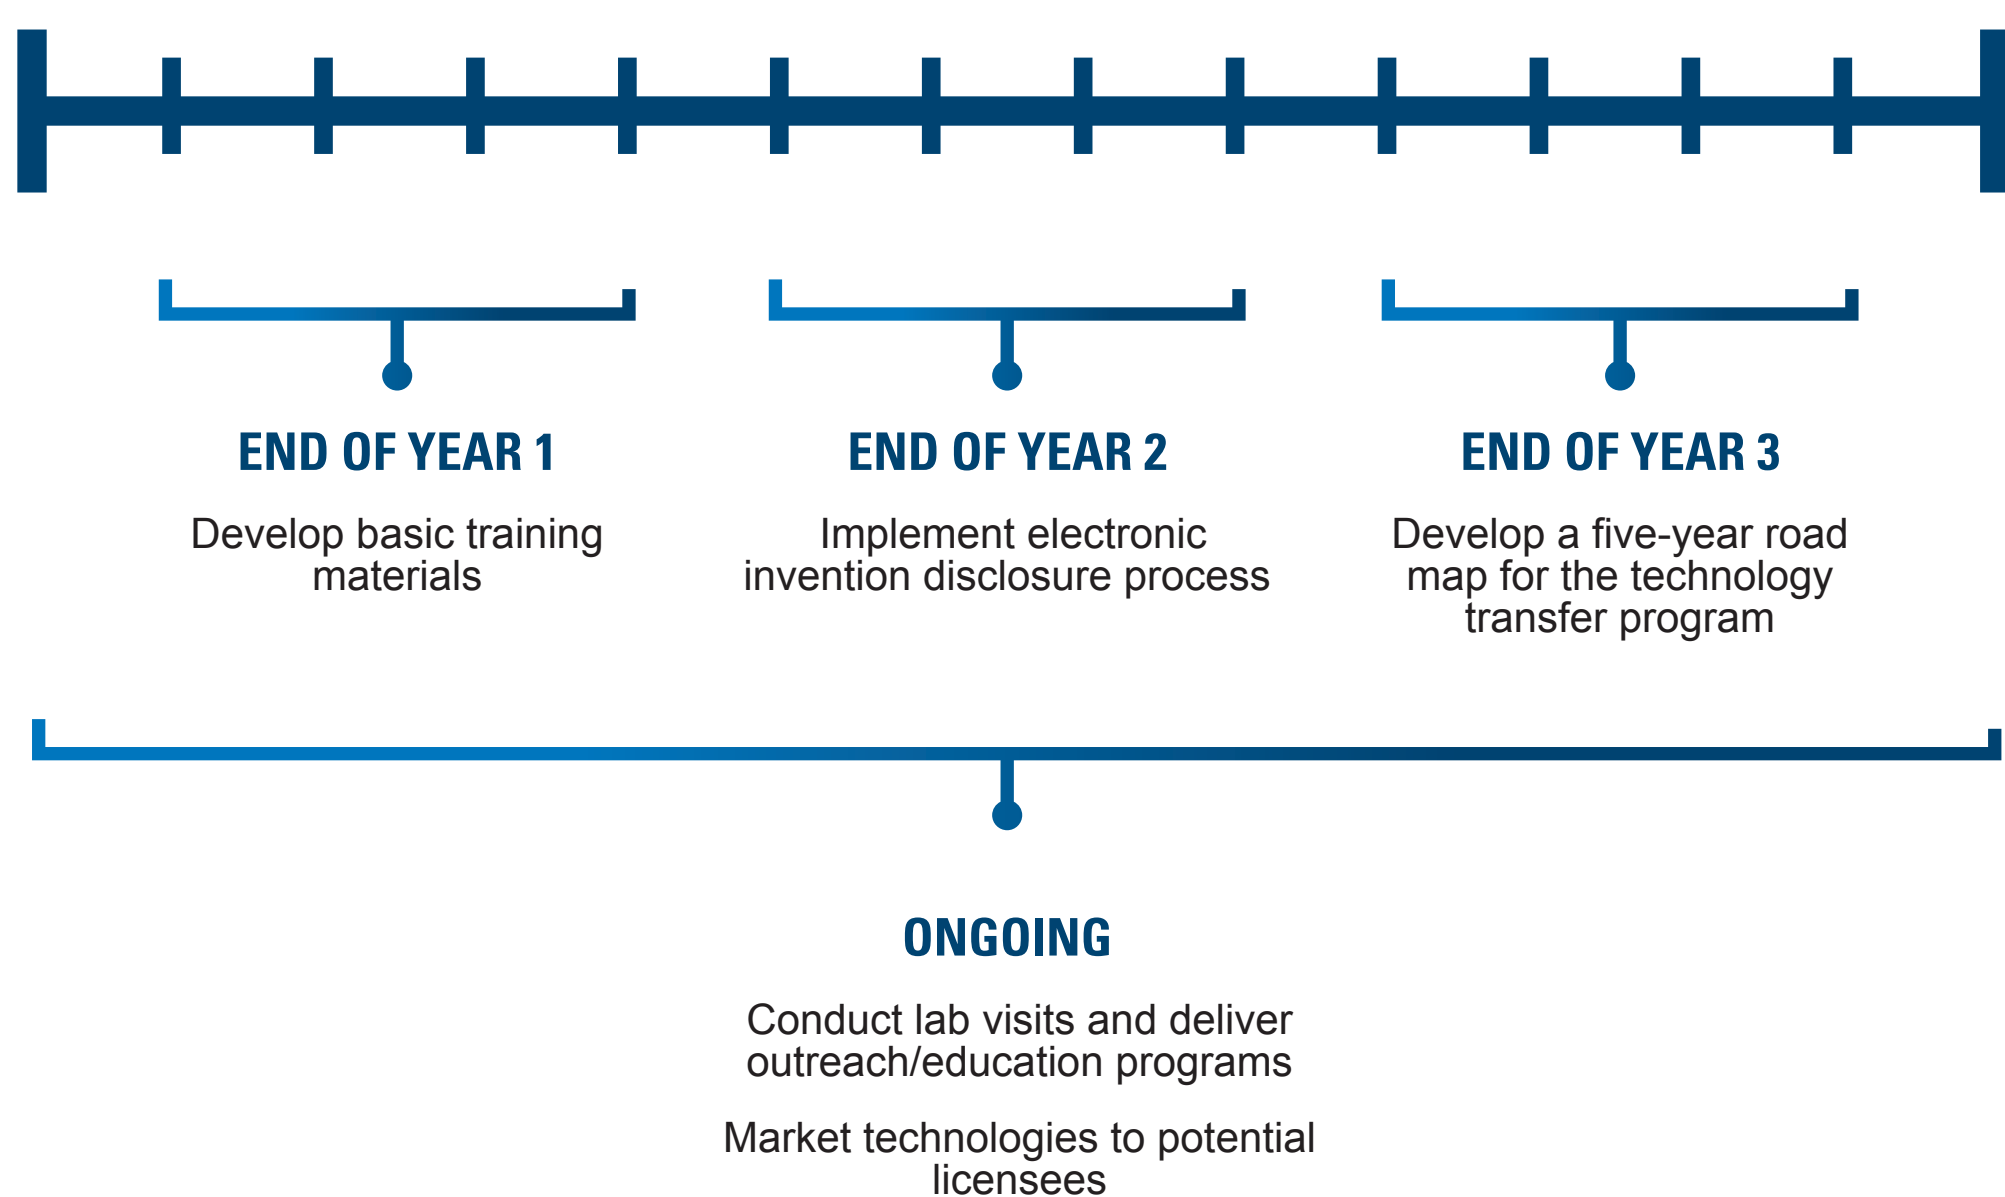 END OF YEAR 1
Develop basic training
materials
END OF YEAR 2
Implement electronic
invention disclosure process
END OF YEAR 3
Develop a five-year road
map for the technology
transfer program
ONGOING
Conduct lab visits and deliver
outreach/education programs
Market technologies to potential
licensees